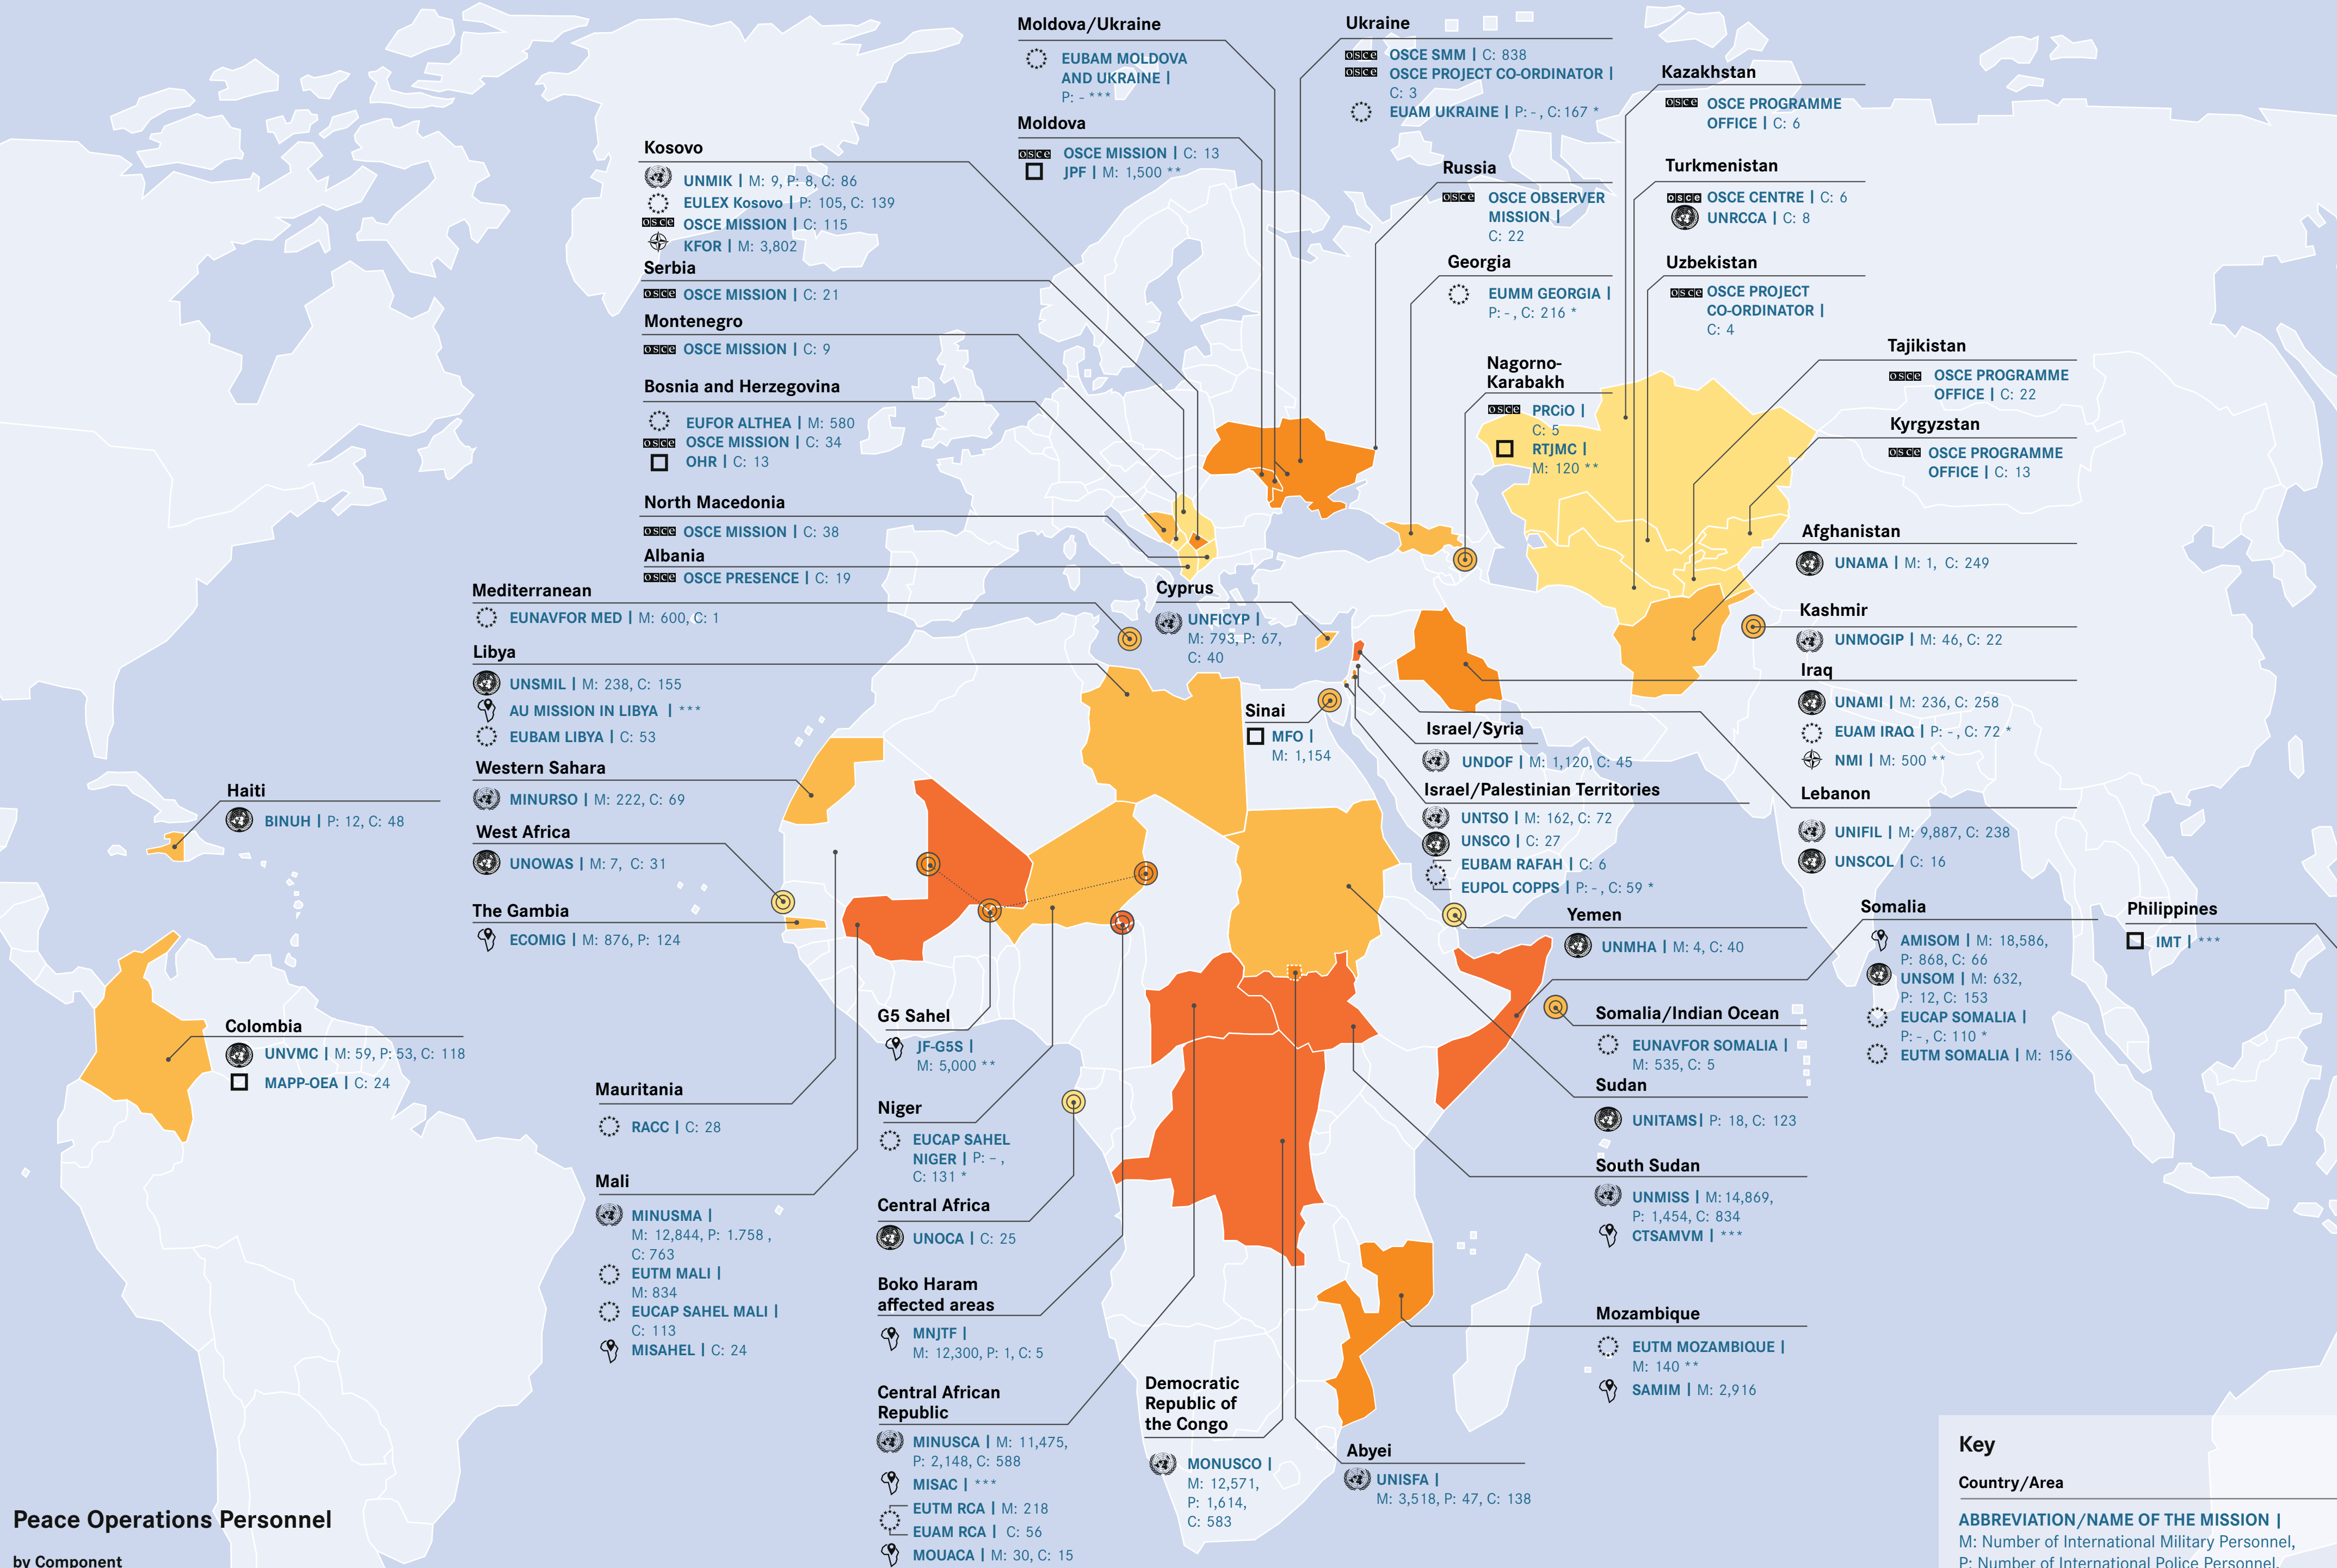 Moldova/Ukraine
EUBAM MOLDOVA
AND UKRAINE |
P: - ***
Moldova
osce OSCE MISSION | C: 13
JPF | M: 1,500 **
Ukraine
osce OSCE SMM | C: 838
osce OSCE PROJECT CO-ORDINATOR |
C: 3
EUAM UKRAINE | P: - , C: 167 *
Kazakhstan
osce OSCE PROGRAMME
OFFICE | C: 6
Turkmenistan
osce OSCE CENTRE | C: 6
UNRCCA | C: 8
Uzbekistan
osce OSCE PROJECT
CO-ORDINATOR |
C: 4
Russia
osce OSCE OBSERVER
MISSION |
C: 22
Georgia
EUMM GEORGIA |
P: - , C: 216 *
Nagorno-
Karabakh
osce PRCiO |
C: 5
RTJMC |
M: 120 **
Tajikistan
osce OSCE PROGRAMME
OFFICE | C: 22
Kyrgyzstan
osce OSCE PROGRAMME
OFFICE | C: 13
Afghanistan
UNAMA | M: 1, C: 249
Kashmir
UNMOGIP | M: 46, C: 22
Iraq
UNAMI | M: 236, C: 258
EUAM IRAQ | P: - , C: 72 *
NMI | M: 500 **
Lebanon
UNIFIL | M: 9,887, C: 238
UNSCOL | C: 16
Kosovo
UNMIK | M: 9, P: 8, C: 86
EULEX Kosovo | P: 105, C: 139
osce OSCE MISSION | C: 115
KFOR | M: 3,802
Serbia
osce OSCE MISSION | C: 21
Montenegro
osce OSCE MISSION | C: 9
Bosnia and Herzegovina
EUFOR ALTHEA | M: 580
osce OSCE MISSION | C: 34
OHR | C: 13
North Macedonia
osce OSCE MISSION | C: 38
Albania
osce OSCE PRESENCE | C: 19
Mediterranean
EUNAVFOR MED | M: 600, C: 1
Libya
UNSMIL | M: 238, C: 155
AU MISSION IN LIBYA | ***
EUBAM LIBYA | C: 53
Western Sahara
MINURSO | M: 222, C: 69
West Africa
UNOWAS | M: 7, C: 31
The Gambia
ECOMIG | M: 876, P: 124
Cyprus
UNFICYP |
M: 793, P: 67,
C: 40
Sinai
MFO |
M: 1,154
Israel/Syria
UNDOF | M: 1,120, C: 45
Israel/Palestinian Territories
UNTSO | M: 162, C: 72
UNSCO | C: 27
EUBAM RAFAH | C: 6
EUPOL COPPS | P: - , C: 59 *
Yemen
UNMHA | M: 4, C: 40
Somalia
AMISOM | M: 18,586,
P: 868, C: 66
UNSOM | M: 632,
P: 12, C: 153
EUCAP SOMALIA |
P: - , C: 110 *
EUTM SOMALIA | M: 156
Philippines
IMT | ***
Somalia/Indian Ocean
EUNAVFOR SOMALIA |
M: 535, C: 5
Sudan
UNITAMS | P: 18, C: 123
South Sudan
UNMISS | M: 14,869,
P: 1,454, C: 834
CTSAMVM | ***
Mozambique
EUTM MOZAMBIQUE |
M: 140 **
SAMIM | M: 2,916
Haiti
BINUH | P: 12, C: 48
Colombia
UNVMC | M: 59, P: 53, C: 118
MAPP-OEA | C: 24
Mauritania
RACC | C: 28
Mali
MINUSMA |
M: 12,844, P: 1.758 ,
C: 763
EUTM MALI |
M: 834
EUCAP SAHEL MALI |
C: 113
MISAHEL | C: 24
G5 Sahel
JF-G5S |
M: 5,000 **
Niger
EUCAP SAHEL
NIGER | P: – ,
C: 131 *
Central Africa
UNOCA | C: 25
Boko Haram
affected areas
MNJTF |
M: 12,300, P: 1, C: 5
Central African
Republic
MINUSCA | M: 11,475,
P: 2,148, C: 588
MISAC | ***
EUTM RCA | M: 218
EUAM RCA | C: 56
MOUACA | M: 30, C: 15
Democratic
Republic of
the Congo
MONUSCO |
M: 12,571,
P: 1,614,
C: 583
Abyei
UNISFA |
M: 3,518, P: 47, C: 138
Peace Operations Personnel
by Component
Key
Country/Area
ABBREVIATION/NAME OF THE MISSION |
M: Number of International Military Personnel,
P: Number of International Police Personnel,